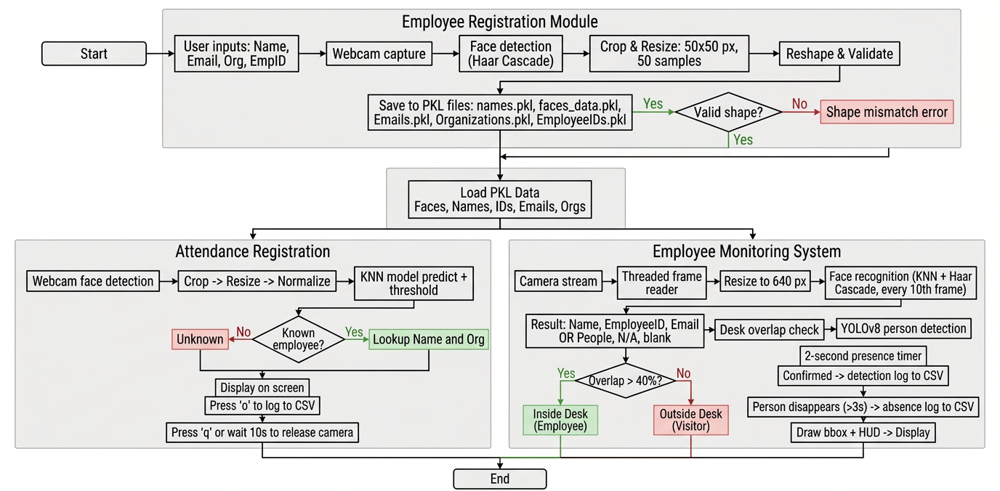 Employee Registration Module
Start
User inputs: Name,
Email, Org, EmpID
Webcam capture
Face detection
(Haar Cascade)
Crop & Resize: 50x50 px,
50 samples
Reshape & Validate
Save to PKL files: names.pkl, faces_data.pkl,
Emails.pkl, Organizations.pkl, EmployeeIDs.pkl
Yes
Valid shape?
No
Shape mismatch error
Yes
Load PKL Data
Faces, Names, IDs, Emails, Orgs
Attendance Registration
Webcam face detection
Crop -> Resize -> Normalize
KNN model predict +
threshold
Unknown
No
Known
employee?
Yes
Lookup Name and Org
Display on screen
Press 'o' to log to CSV
Press 'q' or wait 10s to release camera
Employee Monitoring System
Camera stream
Threaded frame
reader
Resize to 640 px
Face recognition (KNN + Haar
Cascade, every 10th frame)
Result: Name, EmployeeID, Email
OR People, N/A, blank
Desk overlap check
YOLOv8 person detection
2-second presence timer
Confirmed -> detection log to CSV
Yes
Overlap > 40%?
No
Person disappears (>3s) -> absence log to CSV
Inside Desk
(Employee)
Outside Desk
(Visitor)
Draw bbox + HUD -> Display
End